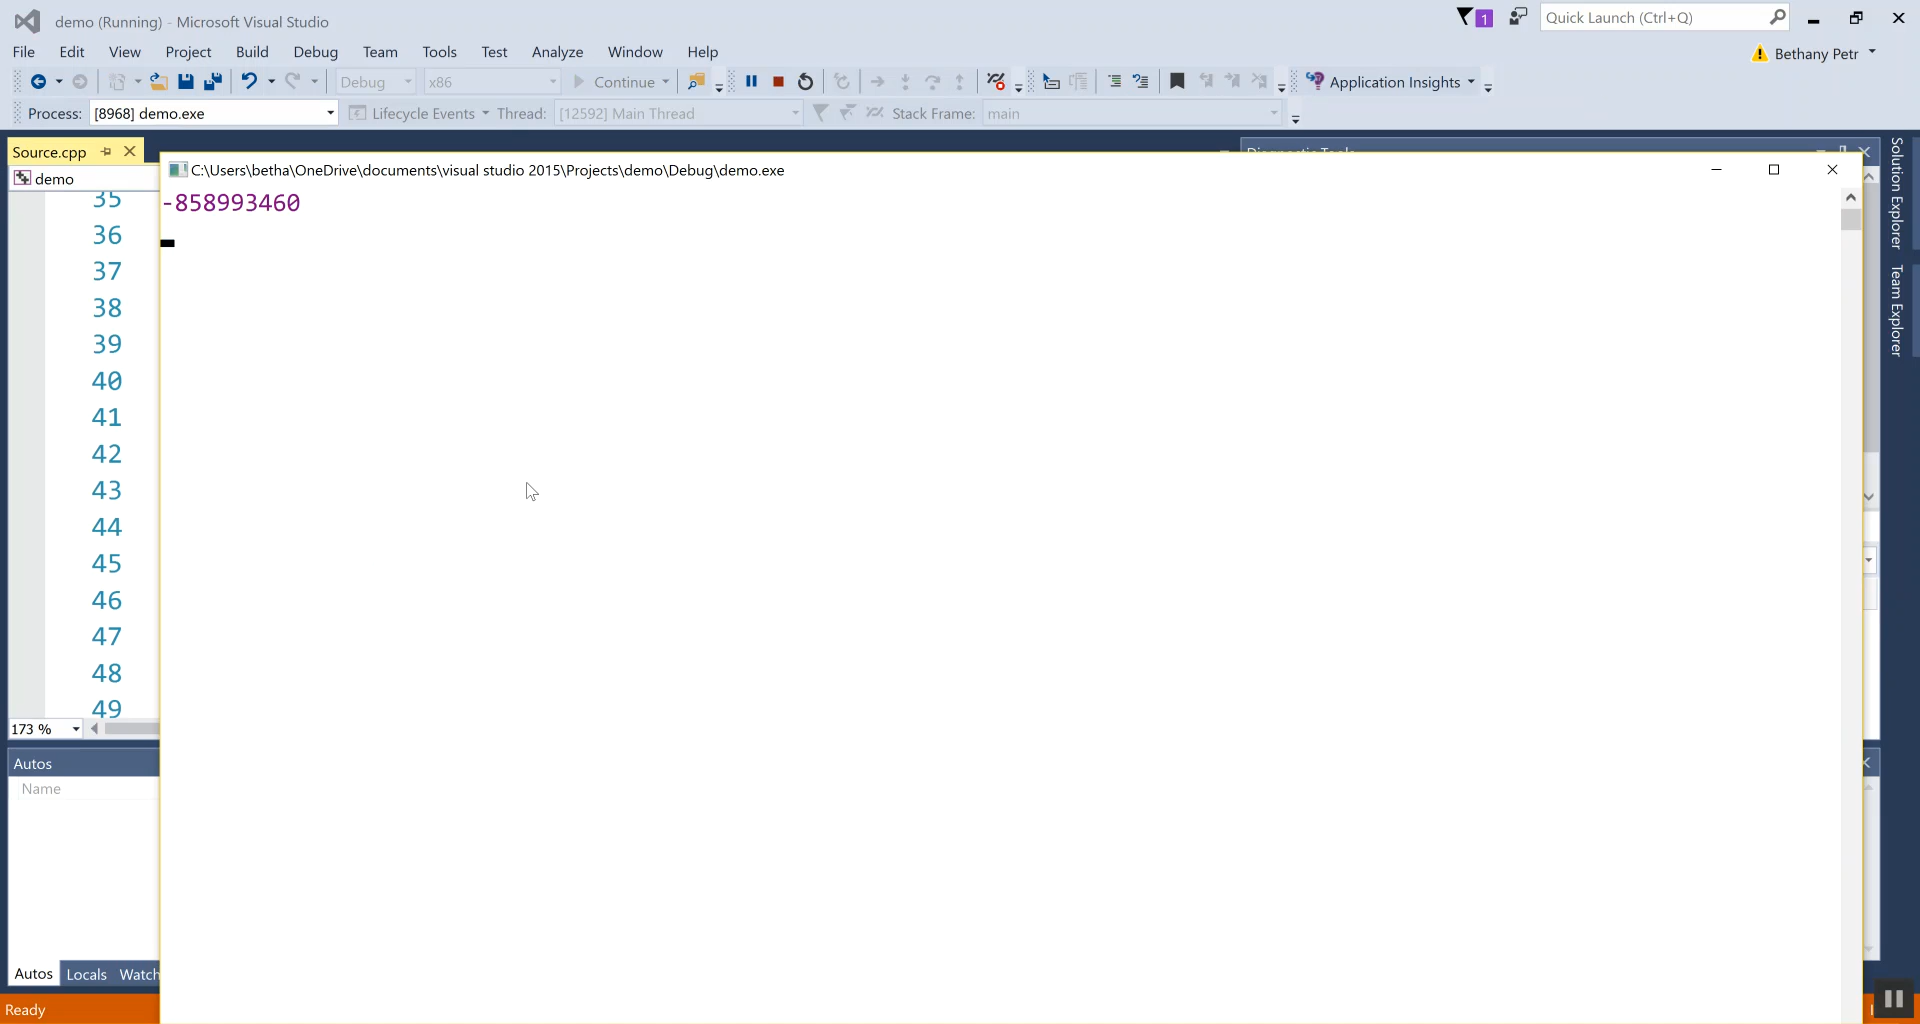 demo (Running) - Microsoft Visual Studio
1
Quick Launch (Ctrl+Q)
File Edit View Project Build Debug Team Tools Test Analyze Window Help
Bethany Petr
Debug x86 Continue Application Insights
Process: [8968] demo.exe Lifecycle Events Thread: [12592] Main Thread Stack Frame: main
Source.cpp
Diagnostic Tools
demo
C:\Users\betha\OneDrive\documents\visual studio 2015\Projects\demo\Debug\demo.exe
-858993460
35
36
37
38
39
40
41
42
43
44
45
46
47
48
49
173 %
Autos
Name
Autos Locals Watch
Ready
Solution Explorer
Team Explorer